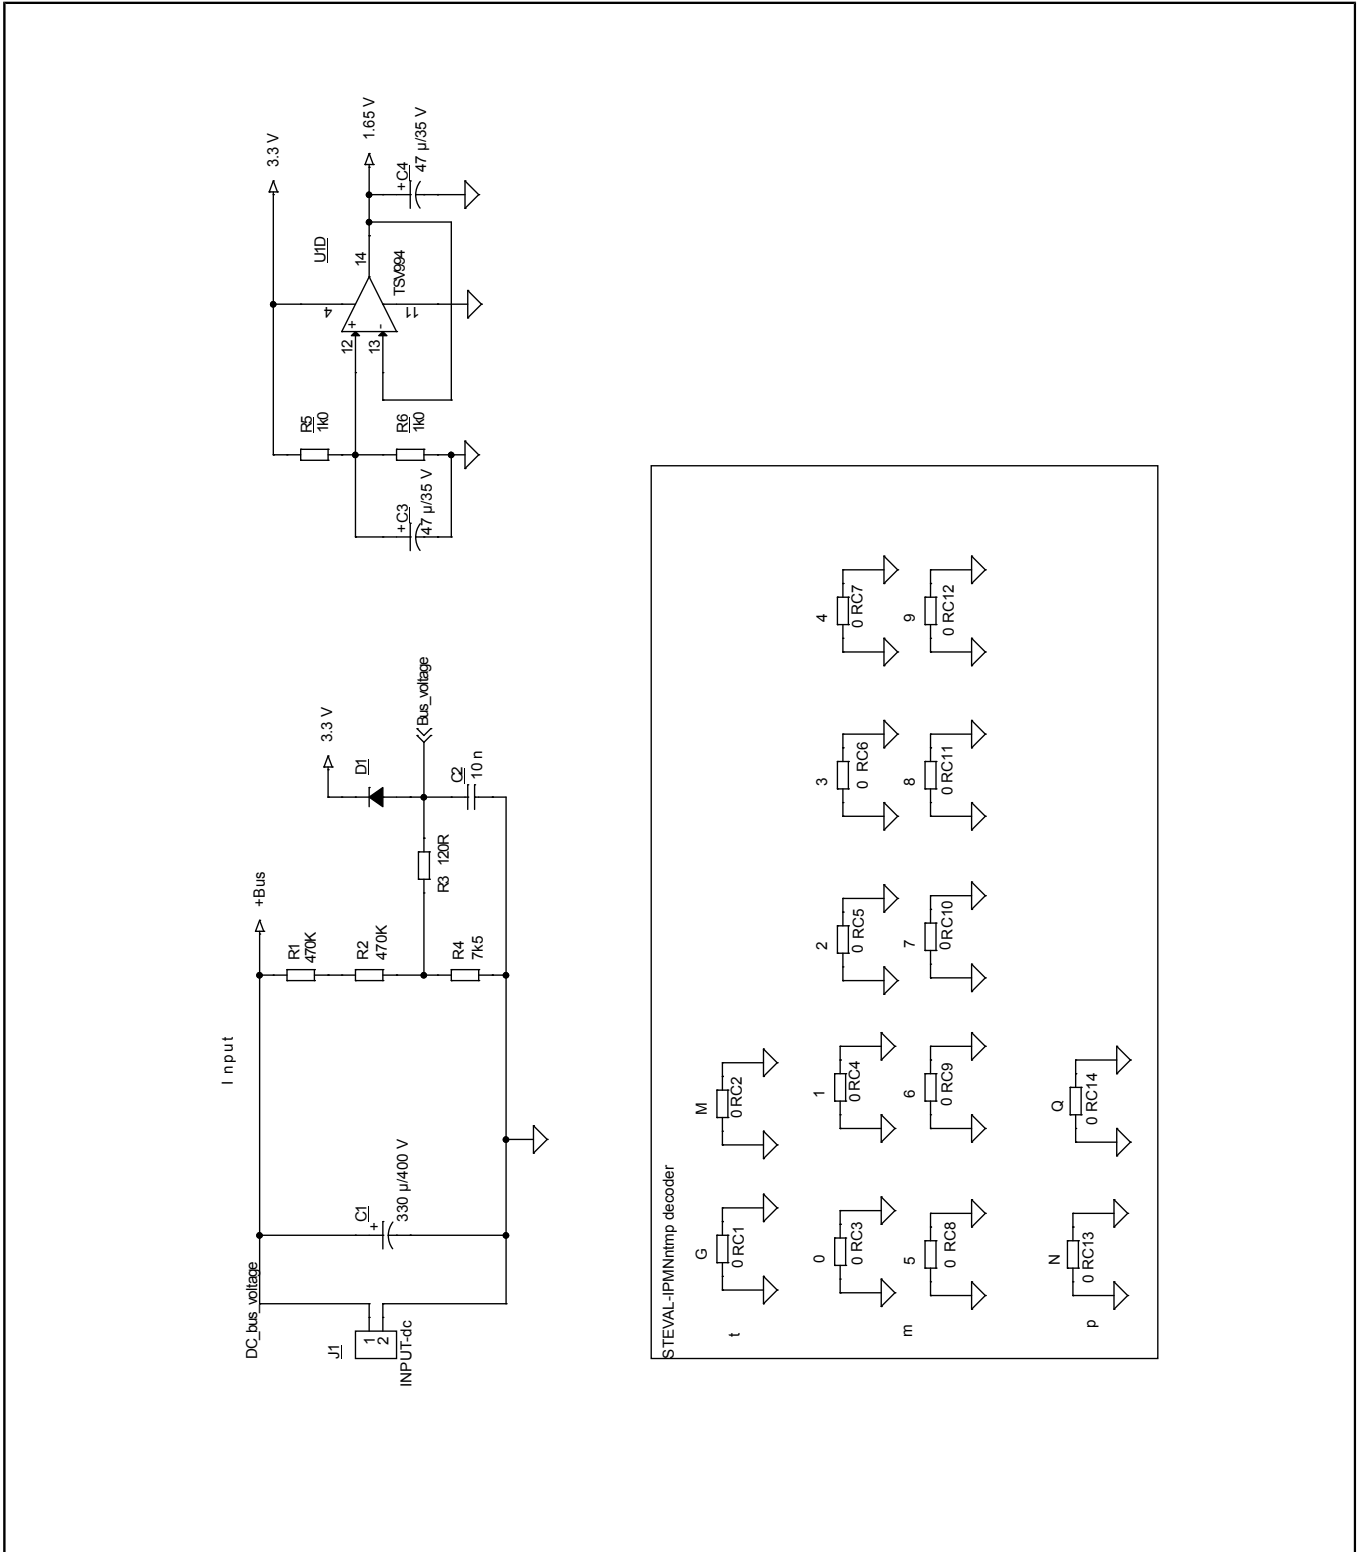 Input
DC_bus_voltage
J1
1
2
INPUT-dc
C1
+
330 µ/400 V
+Bus
R1
470K
R2
470K
R4
7k5
R3 120R
3.3 V
D1
C2
10 n
Bus_voltage
3.3 V
R5
1k0
R6
1k0
+C3
47 µ/35 V
U1D
4
12
+
13
-
11
14
TSV994
1.65 V
+C4
47 µ/35 V
STEVAL-IPMNntmp decoder
t
G
0 RC1
M
0 RC2
m
0
0 RC3
1
0 RC4
2
0 RC5
3
0 RC6
4
0 RC7
5
0 RC8
6
0 RC9
7
0 RC10
8
0 RC11
9
0 RC12
p
N
0 RC13
Q
0 RC14